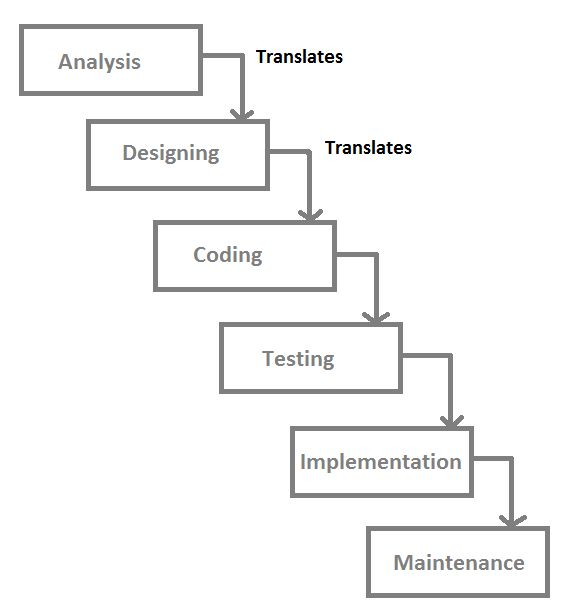 Analysis
Translates
Designing
Translates
Coding
Testing
Implementation
Maintenance